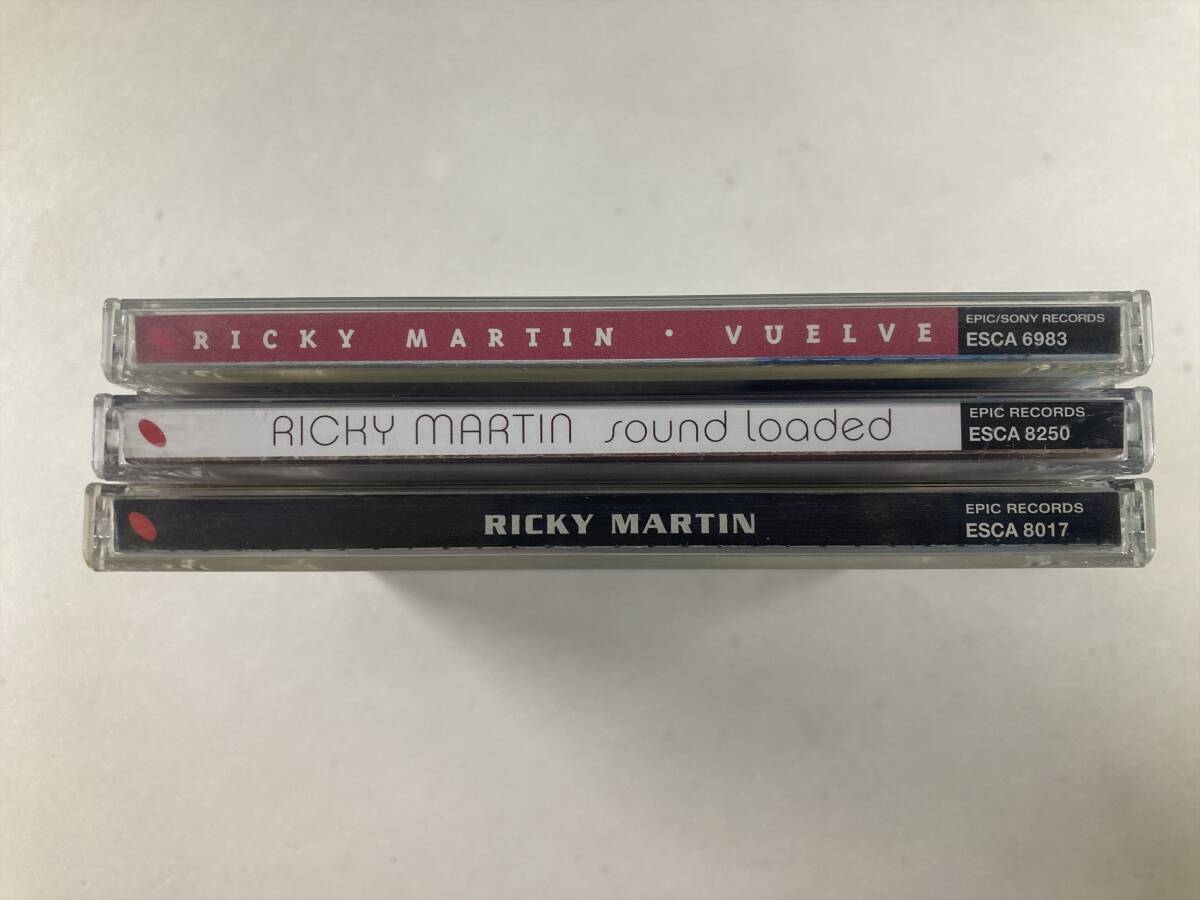 RICKY MARTIN • VUELVE
EPIC/SONY RECORDS
ESCA 6983
RICKY MARTIN sound loaded
EPIC RECORDS
ESCA 8250
RICKY MARTIN
EPIC RECORDS
ESCA 8017